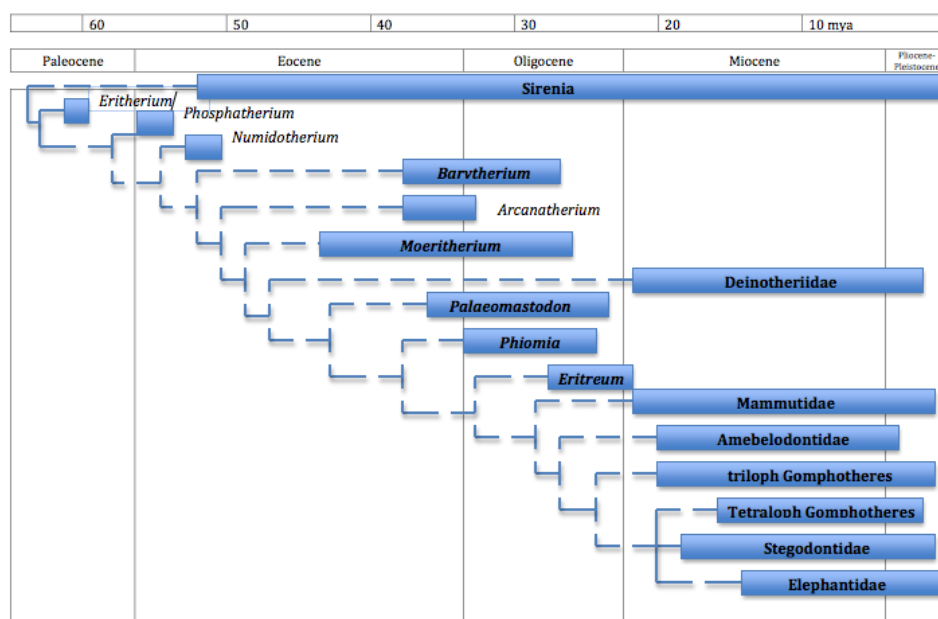 60 50 40 30 20 10 mya
Paleocene Eocene Oligocene Miocene Pliocene-
Pleistocene
Sirenia
Eritherium/
Phosphatherium
Numidotherium
Barytherium
Arcanatherium
Moeritherium
Deinotheriidae
Palaeomastodon
Phiomia
Eritreum
Mammutidae
Amebelodontidae
triloph Gomphotheres
Tetraloph Gomphotheres
Stegodontidae
Elephantidae